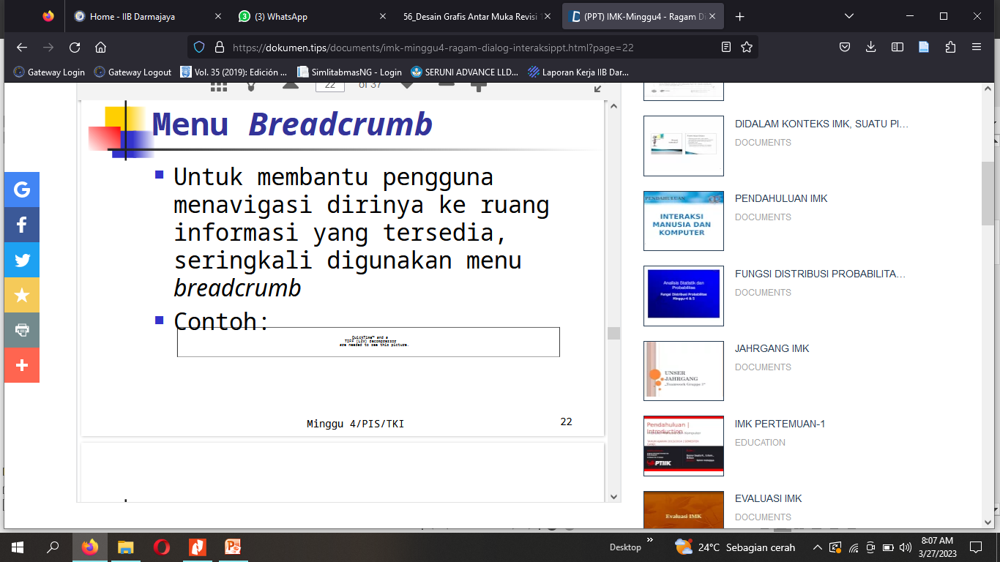 Home - IIB Darmajaya
(3) WhatsApp
56_Desain Grafis Antar Muka Revisi
(PPT) IMK-Minggu4 - Ragam Di
https://dokumen.tips/documents/imk-minggu4-ragam-dialog-interaksippt.html?page=22
Gateway Login
Gateway Logout
Vol. 35 (2019): Edición ...
SimlitabmasNG - Login
SERUNI ADVANCE LLD...
Laporan Kerja IIB Dar...
22 of 37
Menu Breadcrumb
Untuk membantu pengguna
menavigasi dirinya ke ruang
informasi yang tersedia,
seringkali digunakan menu
breadcrumb
Contoh:
QuickTime™ and a
TIFF (LZW) decompressor
are needed to see this picture.
Minggu 4/PIS/TKI
22
DIDALAM KONTEKS IMK, SUATU PI...
DOCUMENTS
PENDAHULUAN
INTERAKSI
MANUSIA DAN
KOMPUTER
PENDAHULUAN IMK
DOCUMENTS
Analisis Statistik dan
Probabilitas
Fungsi Distribusi Probabilitas
Minggu-4 & 5
FUNGSI DISTRIBUSI PROBABILITA...
DOCUMENTS
UNSER
JAHRGANG
„Teamwork Gruppe 1“
JAHRGANG IMK
DOCUMENTS
Pendahuluan |
Introduction
PTIIK
IMK PERTEMUAN-1
EDUCATION
Evaluasi IMK
EVALUASI IMK
DOCUMENTS
Desktop
24°C Sebagian cerah
8:07 AM
3/27/2023